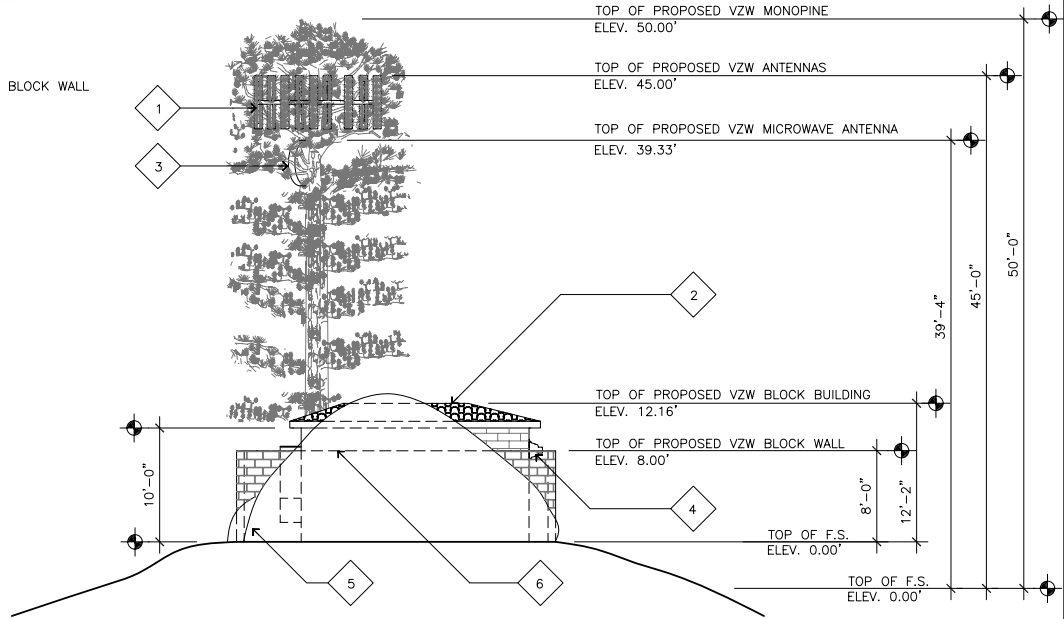 TOP OF PROPOSED VZW MONOPINE
ELEV. 50.00'
TOP OF PROPOSED VZW ANTENNAS
ELEV. 45.00'
BLOCK WALL
1
TOP OF PROPOSED VZW MICROWAVE ANTENNA
ELEV. 39.33'
3
50'-0"
45'-0"
39'-4"
2
TOP OF PROPOSED VZW BLOCK BUILDING
ELEV. 12.16'
TOP OF PROPOSED VZW BLOCK WALL
ELEV. 8.00'
10'-0"
8'-0"
12'-2"
4
TOP OF F.S.
ELEV. 0.00'
5
6
TOP OF F.S.
ELEV. 0.00'